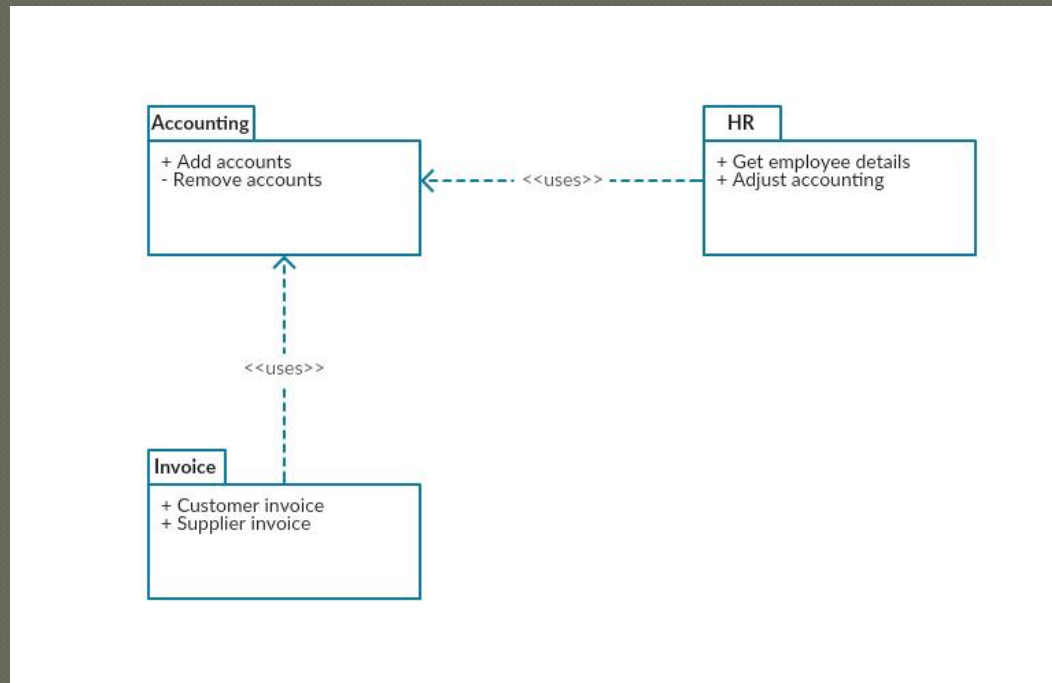 Accounting
+ Add accounts
- Remove accounts
<<uses>>
HR
+ Get employee details
+ Adjust accounting
<<uses>>
Invoice
+ Customer invoice
+ Supplier invoice